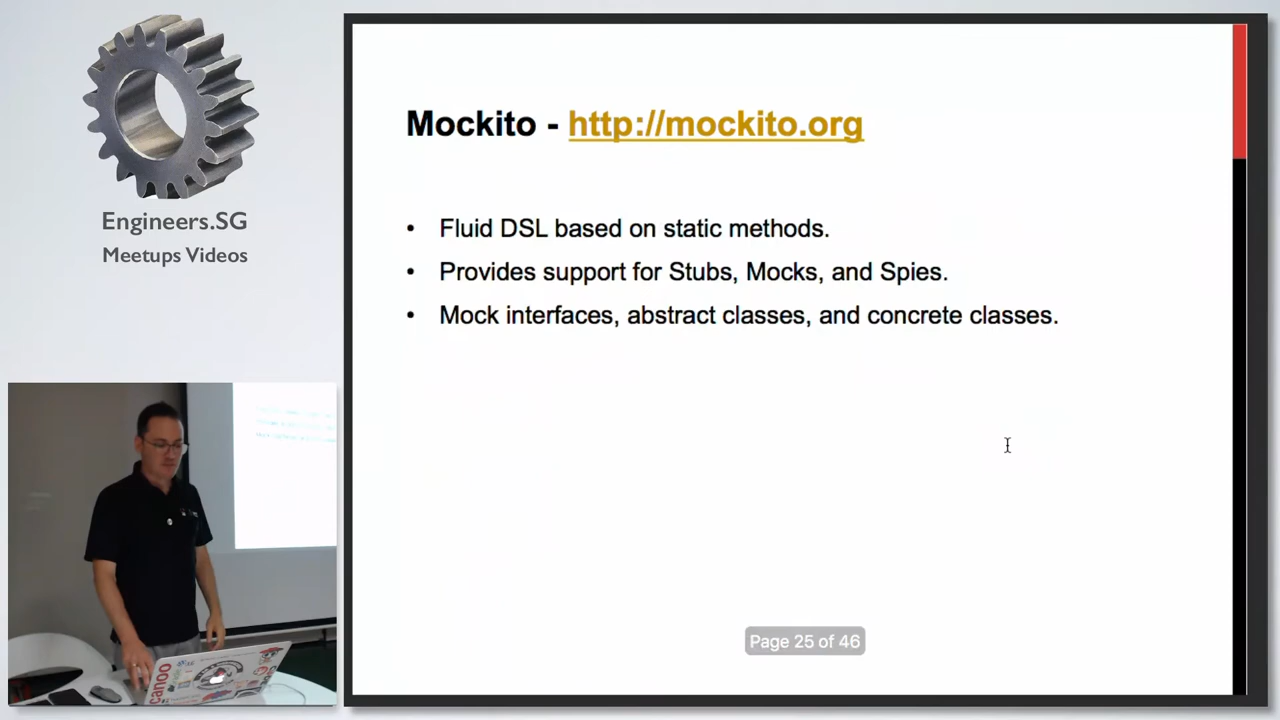 Engineers.SG
Meetups Videos
Mockito - http://mockito.org
• Fluid DSL based on static methods.
• Provides support for Stubs, Mocks, and Spies.
• Mock interfaces, abstract classes, and concrete classes.
Page 25 of 46
canoo